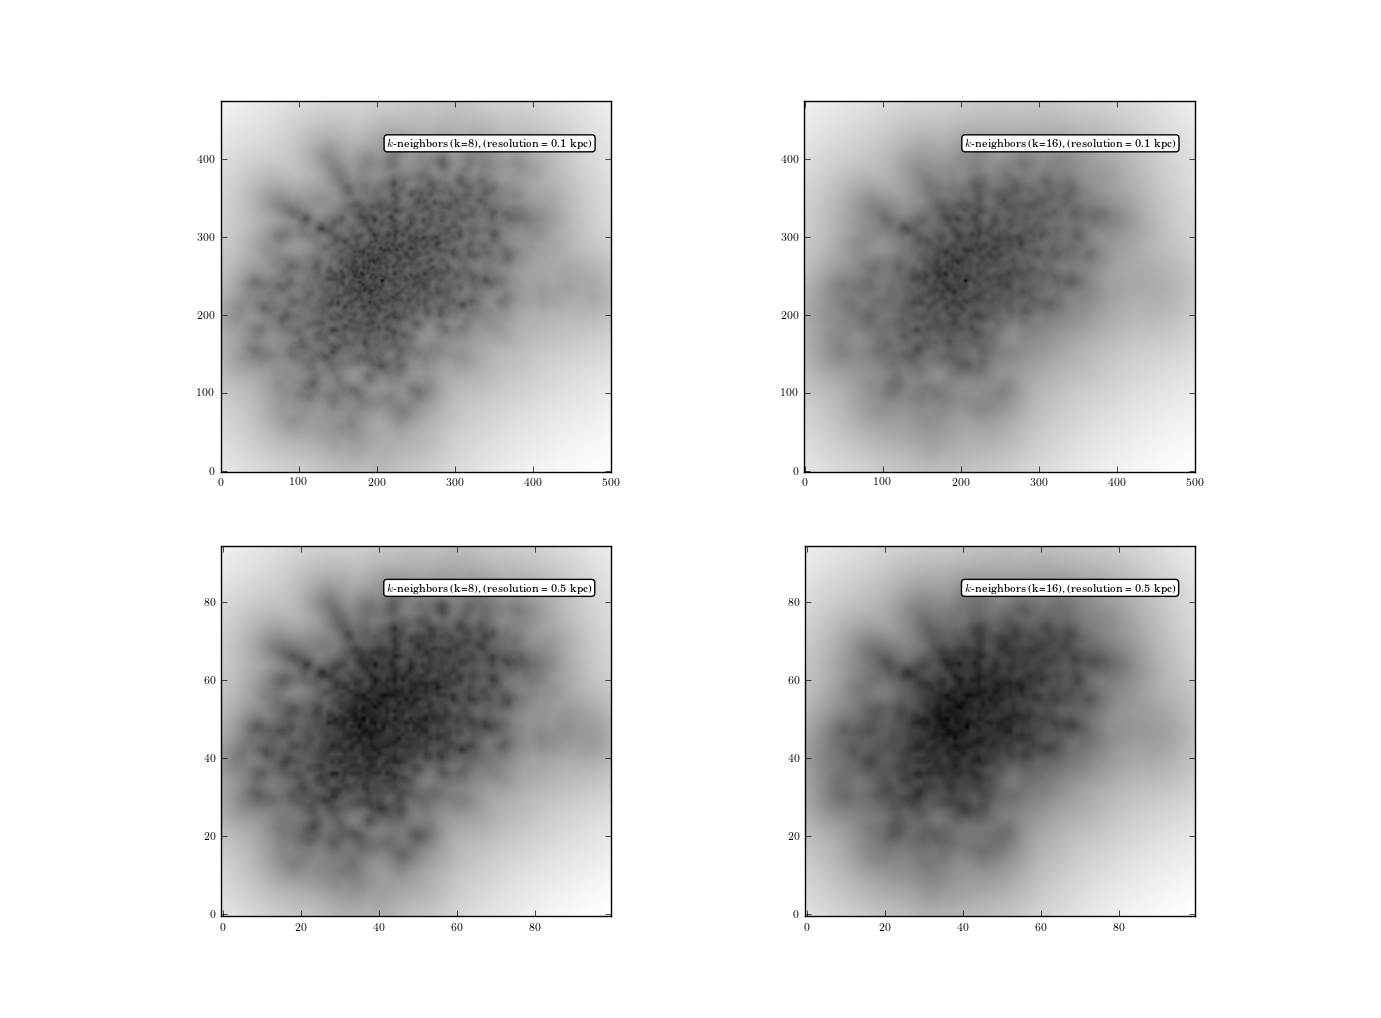 k-neighbors (k=8), (resolution = 0.1 kpc)
400
300
200
100
0
0 100 200 300 400 500
k-neighbors (k=16), (resolution = 0.1 kpc)
400
300
200
100
0
0 100 200 300 400 500
k-neighbors (k=8), (resolution = 0.5 kpc)
80
60
40
20
0
0 20 40 60 80
k-neighbors (k=16), (resolution = 0.5 kpc)
80
60
40
20
0
0 20 40 60 80